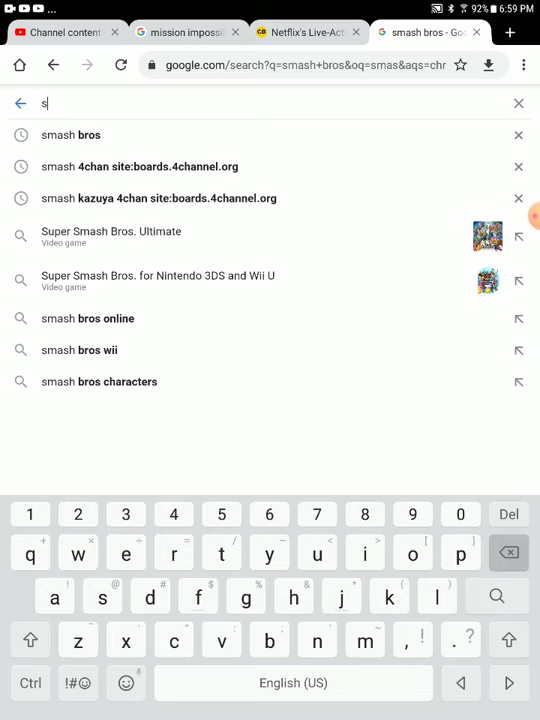 ... 92% 6:59 PM
Channel content × mission impossi × CB Netflix's Live-Acti × smash bros - Goo × +
google.com/search?q=smash+bros&oq=smas&aqs=chr
s
smash bros
smash 4chan site:boards.4channel.org
smash kazuya 4chan site:boards.4channel.org
Super Smash Bros. Ultimate
Video game
Super Smash Bros. for Nintendo 3DS and Wii U
Video game
smash bros online
smash bros wii
smash bros characters
1 2 3 4 5 6 7 8 9 0 Del
+ × ÷ = / _ < > [ ]
q w e r t y u i o p
! @ # $ % ^ & * ( )
a s d f g h j k l
- ' " : ; , ?
z x c v b n m , ! . ?
Ctrl !#☺ English (US)